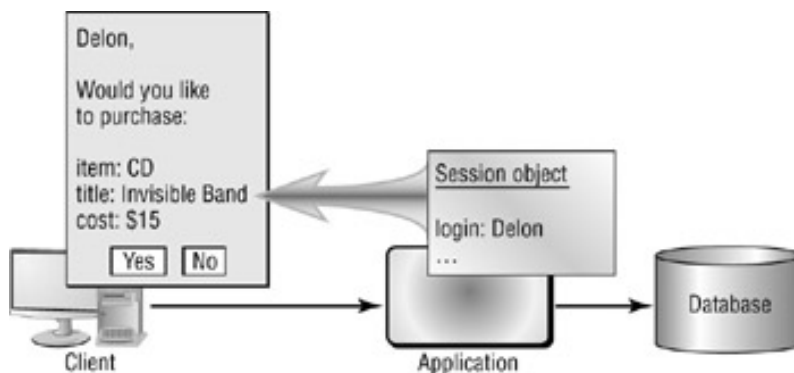 Delon,
Would you like
to purchase:
item: CD
title: Invisible Band
cost: $15
Yes No
Session object
login: Delon
...
Client
Application
Database